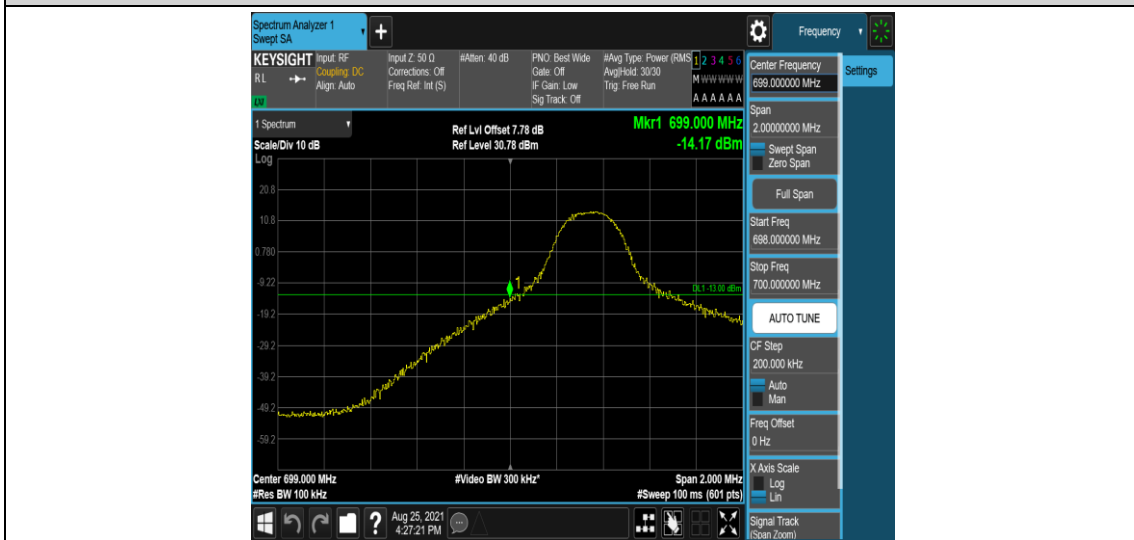 Spectrum Analyzer 1
Swept SA
+
Frequency
KEYSIGHT
RL
LXI
Input: RF
Coupling: DC
Align: Auto
Input Z: 50 Ω
Corrections: Off
Freq Ref: Int (S)
#Atten: 40 dB
PNO: Best Wide
Gate: Off
IF Gain: Low
Sig Track: Off
#Avg Type: Power (RMS
Avg|Hold: 30/30
Trig: Free Run
1 2 3 4 5 6
M W W W W W
A A A A A A
Center Frequency
699.000000 MHz
Settings
1 Spectrum
Scale/Div 10 dB
Ref Lvl Offset 7.78 dB
Ref Level 30.78 dBm
Mkr1 699.000 MHz
-14.17 dBm
Log
20.8
10.8
0.780
-9.22
-19.2
-29.2
-39.2
-49.2
-59.2
1
DL1 -13.00 dBm
Center 699.000 MHz
#Res BW 100 kHz
#Video BW 300 kHz*
Span 2.000 MHz
#Sweep 100 ms (601 pts)
Span
2.00000000 MHz
Swept Span
Zero Span
Full Span
Start Freq
698.000000 MHz
Stop Freq
700.000000 MHz
AUTO TUNE
CF Step
200.000 kHz
Auto
Man
Freq Offset
0 Hz
X Axis Scale
Log
Lin
Signal Track
(Span Zoom)
?
Aug 25, 2021
4:27:21 PM